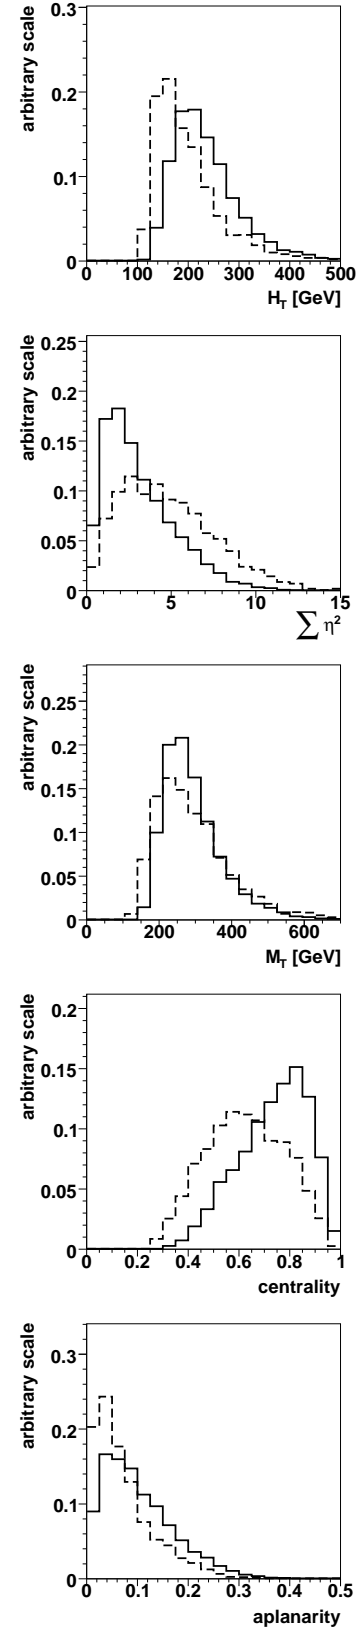 arbitrary scale
0.3
0.2
0.1
0
0 100 200 300 400 500
H_T [GeV]
arbitrary scale
0.25
0.2
0.15
0.1
0.05
0
0 5 10 15
∑ η²
arbitrary scale
0.25
0.2
0.15
0.1
0.05
0
0 200 400 600
M_T [GeV]
arbitrary scale
0.2
0.15
0.1
0.05
0
0 0.2 0.4 0.6 0.8 1
centrality
arbitrary scale
0.3
0.2
0.1
0
0 0.1 0.2 0.3 0.4 0.5
aplanarity